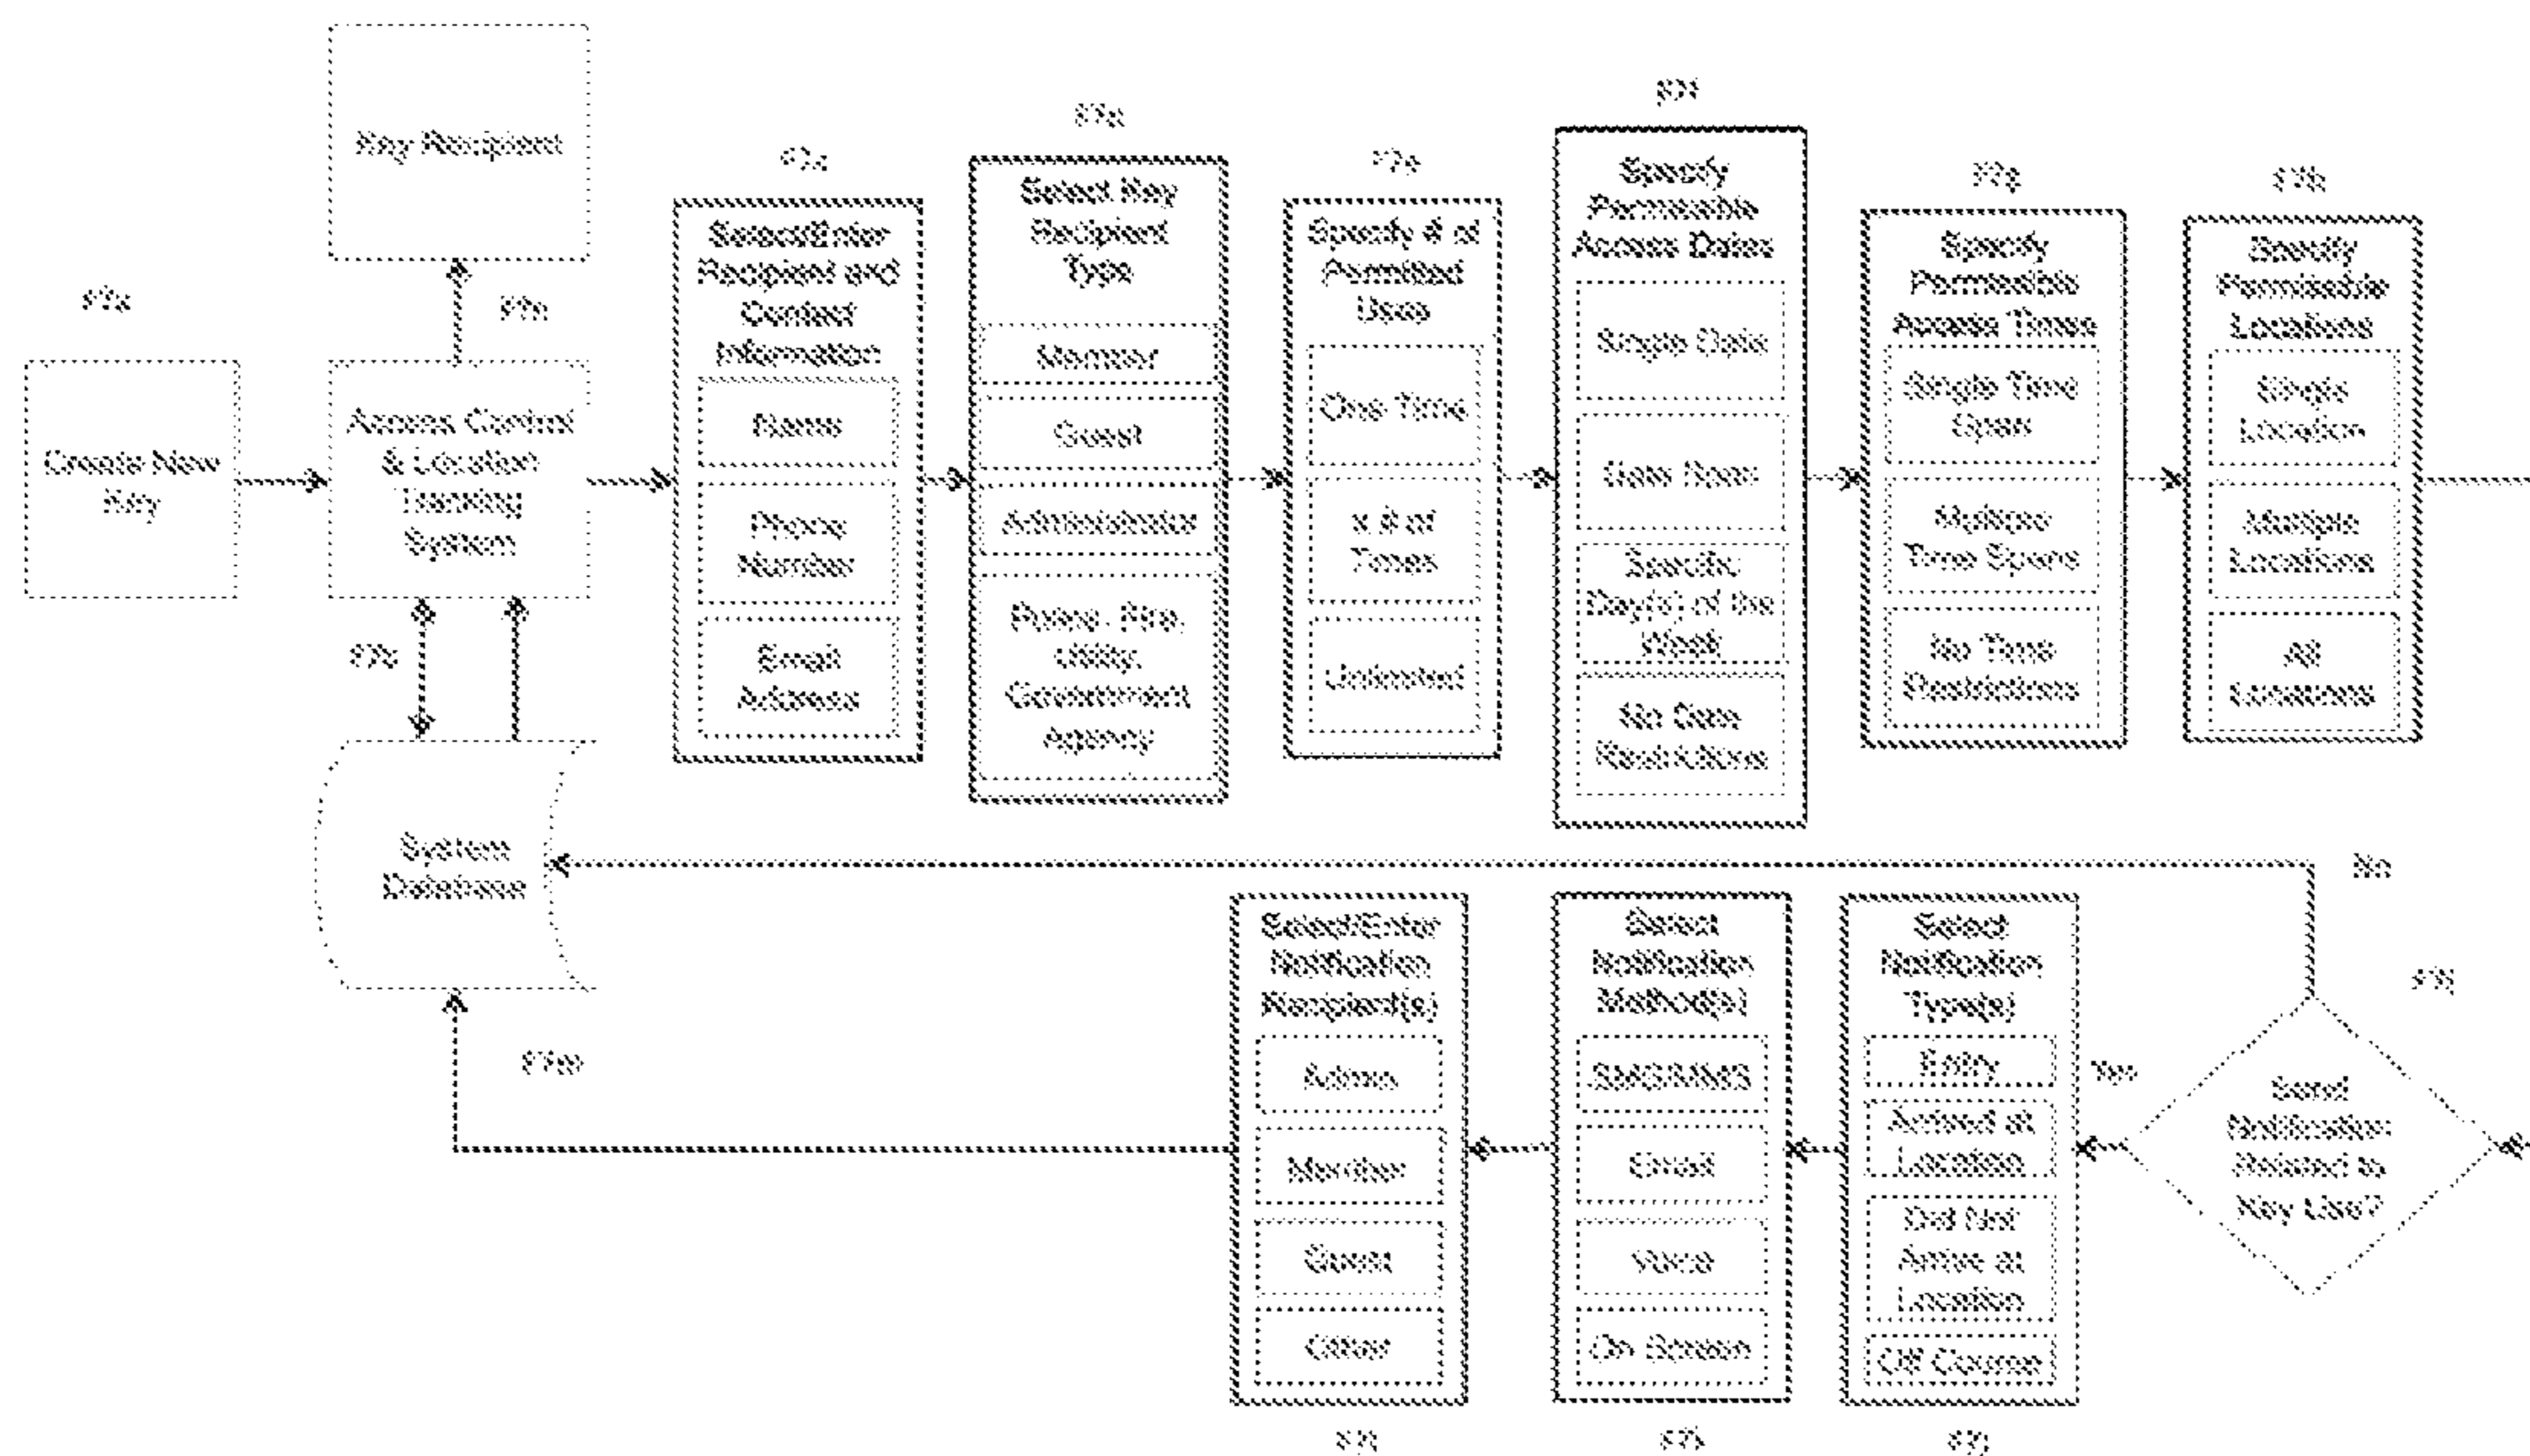 Key Recipient
Create New
Key
Access Control
& Location
Tracking
System
System
Database
Select/Enter
Recipient and
Contact
Information
Name
Phone
Number
Email
Address
Select Key
Recipient
Type
Member
Guest
Administrator
Police, Fire,
Utility,
Government
Agency
Specify # of
Permitted
Uses
One-Time
x # of
Times
Unlimited
Specify
Permissible
Access Dates
Single Date
Date Span
Specific
Day(s) of the
Week
No Date
Restrictions
Specify
Permissible
Access Times
Single Time
Span
Multiple
Time Spans
No Time
Restrictions
Specify
Permissible
Locations
Single
Location
Multiple
Locations
All
Locations
No
Send
Notification
Related to
Key Use?
Yes
Select
Notification
Type(s)
Entry
Arrived at
Location
Did Not
Arrive at
Location
Off Course
Select
Notification
Method(s)
SMS/MMS
Email
Voice
On-Screen
Select/Enter
Notification
Recipient(s)
Admin
Member
Guest
Other